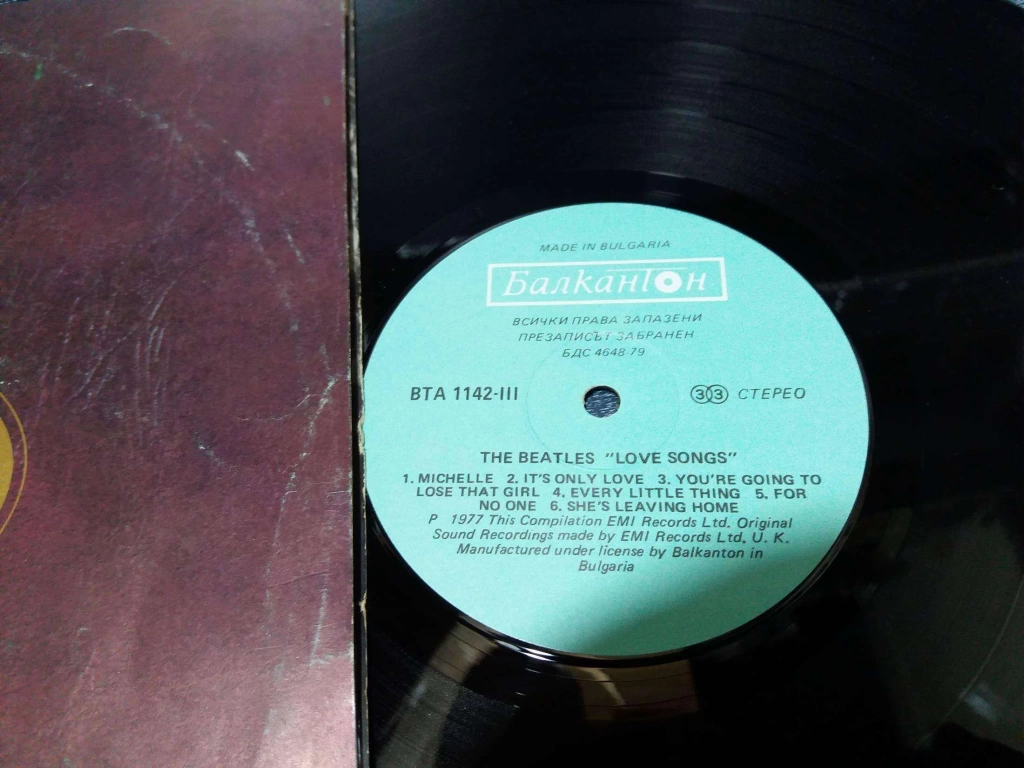 MADE IN BULGARIA
Балкантон
ВСИЧКИ ПРАВА ЗАПАЗЕНИ
ПРЕЗАПИСЪТ ЗАБРАНЕН
БДС 4648-79
ВТА 1142-III
33 СТЕРЕО
THE BEATLES "LOVE SONGS"
1. MICHELLE 2. IT'S ONLY LOVE 3. YOU'RE GOING TO
LOSE THAT GIRL 4. EVERY LITTLE THING 5. FOR
NO ONE 6. SHE'S LEAVING HOME
P 1977 This Compilation EMI Records Ltd. Original
Sound Recordings made by EMI Records Ltd. U. K.
Manufactured under license by Balkanton in
Bulgaria